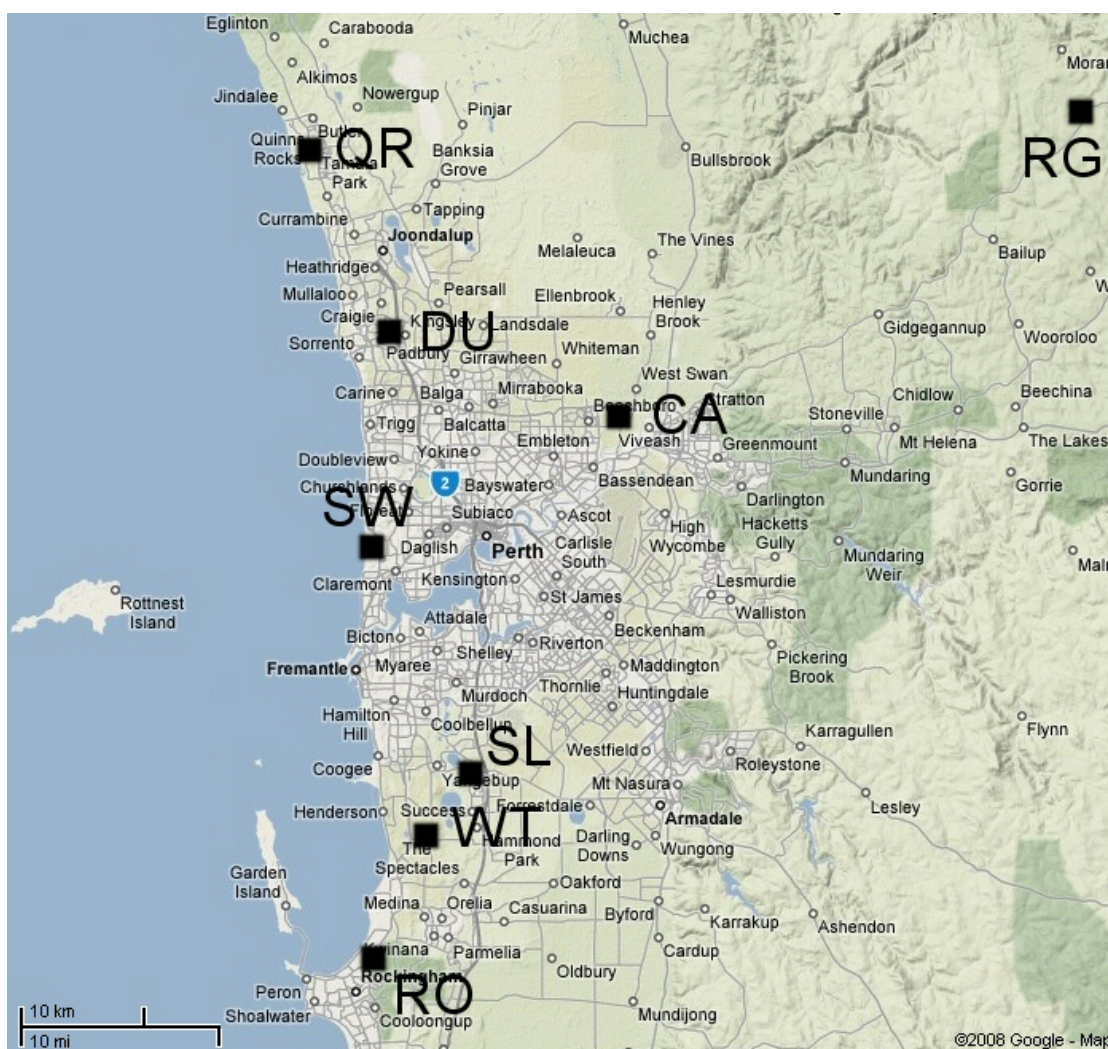 Eglinton
Carabooda
Muchea
Alkimos
Jindalee
Nowergup
Pinjar
Butler
Quinns
Rocks
QR
Tamala
Park
Banksia
Grove
Bullsbrook
RG
Currambine
Tapping
Joondalup
Melaleuca
The Vines
Bailup
Heathridge
Mullaloo
Pearsall
Ellenbrook
Henley
Brook
Craigie
Kingsley
DU
Landsdale
Gidgegannup
Wooroloo
Sorrento
Padbury
Girrawheen
Whiteman
West Swan
Carine
Balga
Mirrabooka
Beechboro
CA
Stratton
Chidlow
Beechina
Stoneville
Trigg
Balcatta
Embleton
Viveash
Greenmount
Mt Helena
The Lakes
Doubleview
Yokine
Mundaring
Churchlands
2
Bayswater
Bassendean
Darlington
Gorrie
SW
Floreat
Subiaco
Ascot
High
Wycombe
Hacketts
Gully
Daglish
Perth
Carlisle
South
Mundaring
Weir
Claremont
Kensington
Lesmurdie
Rottnest
Island
St James
Walliston
Attadale
Beckenham
Bicton
Shelley
Riverton
Pickering
Brook
Fremantle
Myaree
Maddington
Murdoch
Thornlie
Huntingdale
Hamilton
Hill
Coolbellup
Karragullen
Flynn
SL
Westfield
Roleystone
Coogee
Yangebup
Mt Nasura
Lesley
Henderson
Success
Forrestdale
Armadale
WT
Hammond
Park
Darling
Downs
Wungong
The
Spectacles
Garden
Island
Oakford
Medina
Orelia
Casuarina
Byford
Karrakup
Ashendon
Kwinana
Parmelia
Cardup
Rockingham
Oldbury
Peron
RO
Shoalwater
Cooloongup
Mundijong
10 km
10 mi
©2008 Google - Map